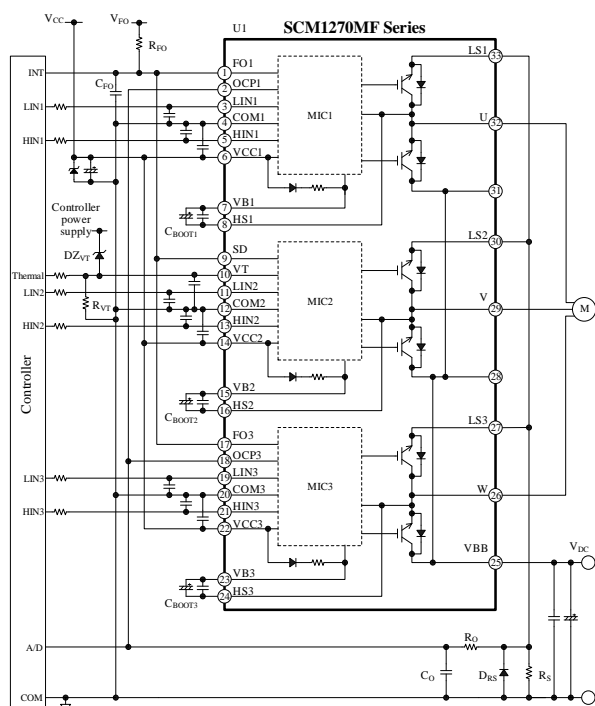 U1 SCM1270MF Series
VCC
VFO
RFO
INT
CFO
1 FO1
2 OCP1
LIN1 3 LIN1
4 COM1
HIN1 5 HIN1
6 VCC1
MIC1
LS1
33
U
32
31
7 VB1
8 HS1
CBOOT1
Controller
power
supply
DZVT
9 SD
Thermal 10 VT
LIN2 11 LIN2
RVT
12 COM2
HIN2 13 HIN2
14 VCC2
MIC2
LS2
30
V
29
M
28
15 VB2
16 HS2
CBOOT2
Controller
17 FO3
18 OCP3
LIN3 19 LIN3
20 COM3
HIN3 21 HIN3
22 VCC3
MIC3
LS3
27
W
26
VBB
25
VDC
23 VB3
24 HS3
CBOOT3
A/D
RO
CO
DRS
RS
COM